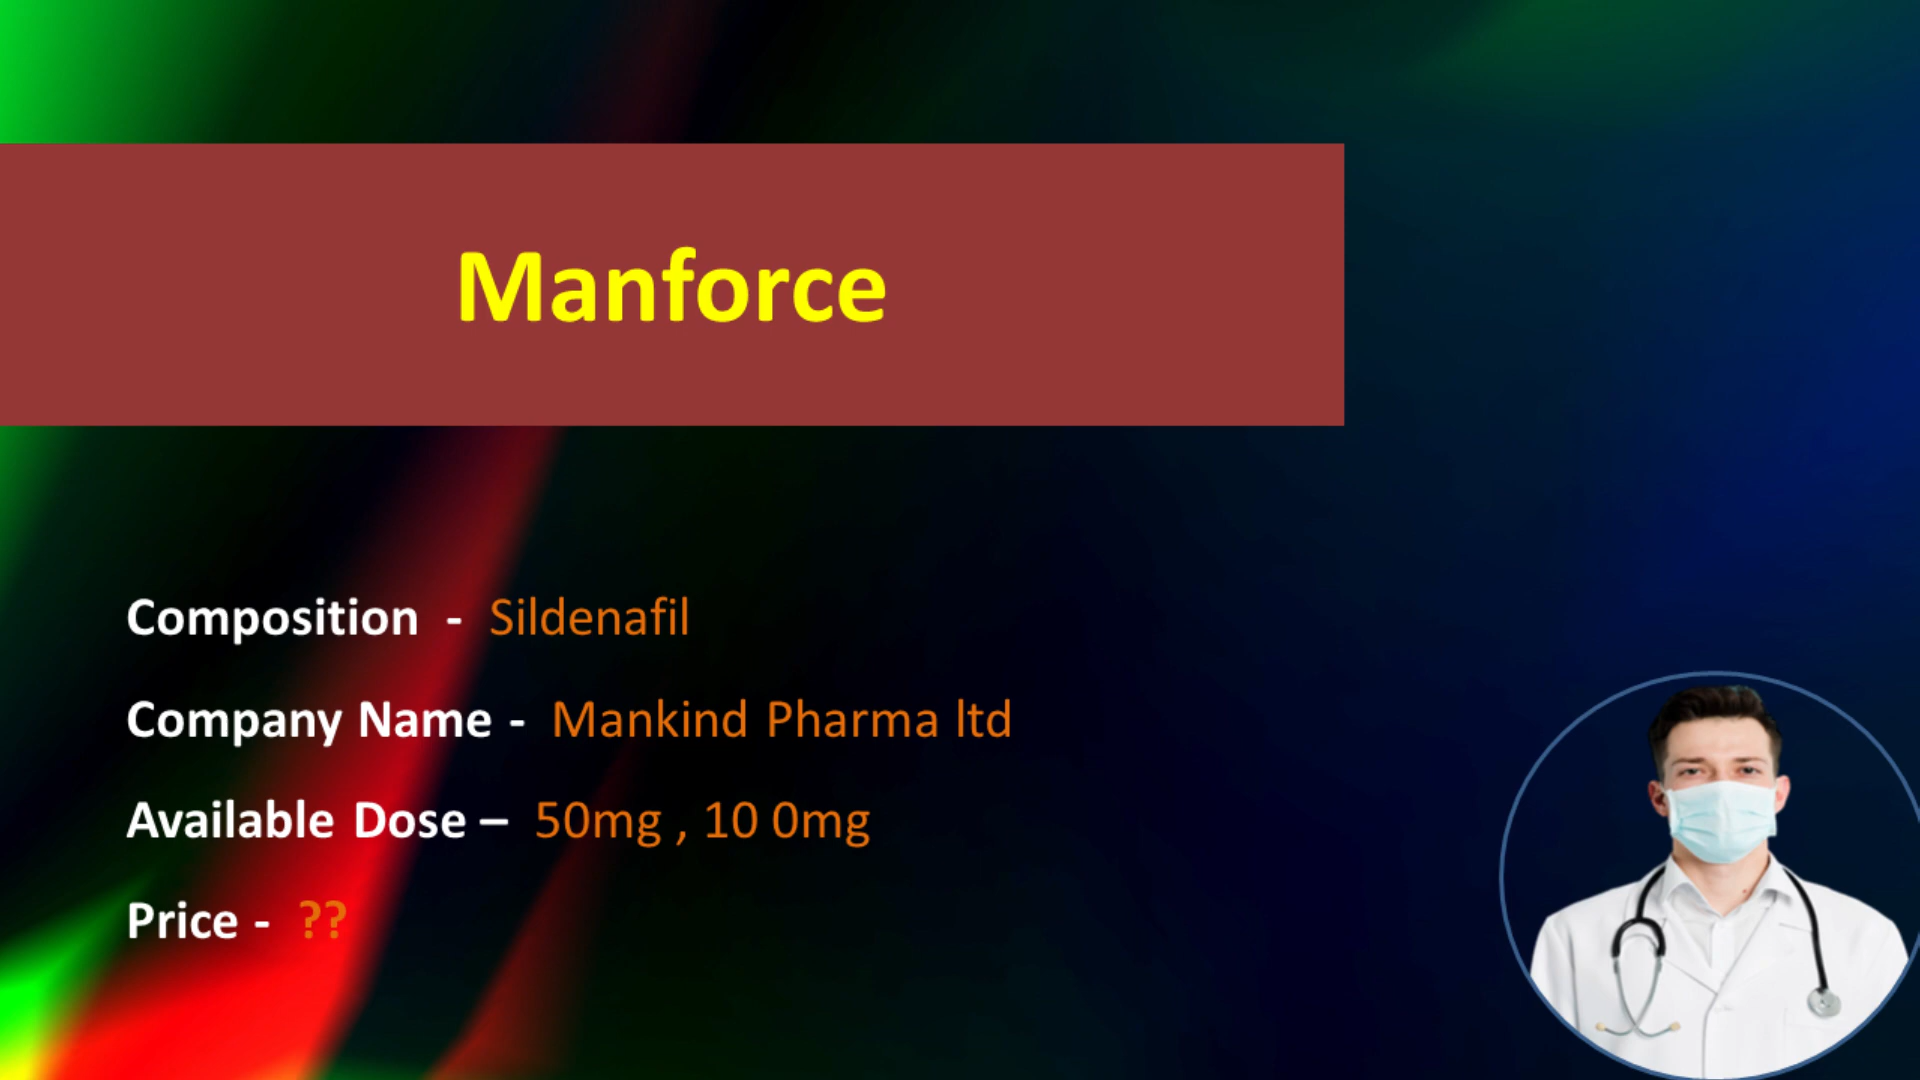 Manforce
Composition - Sildenafil
Company Name - Mankind Pharma ltd
Available Dose – 50mg , 10 0mg
Price - ??